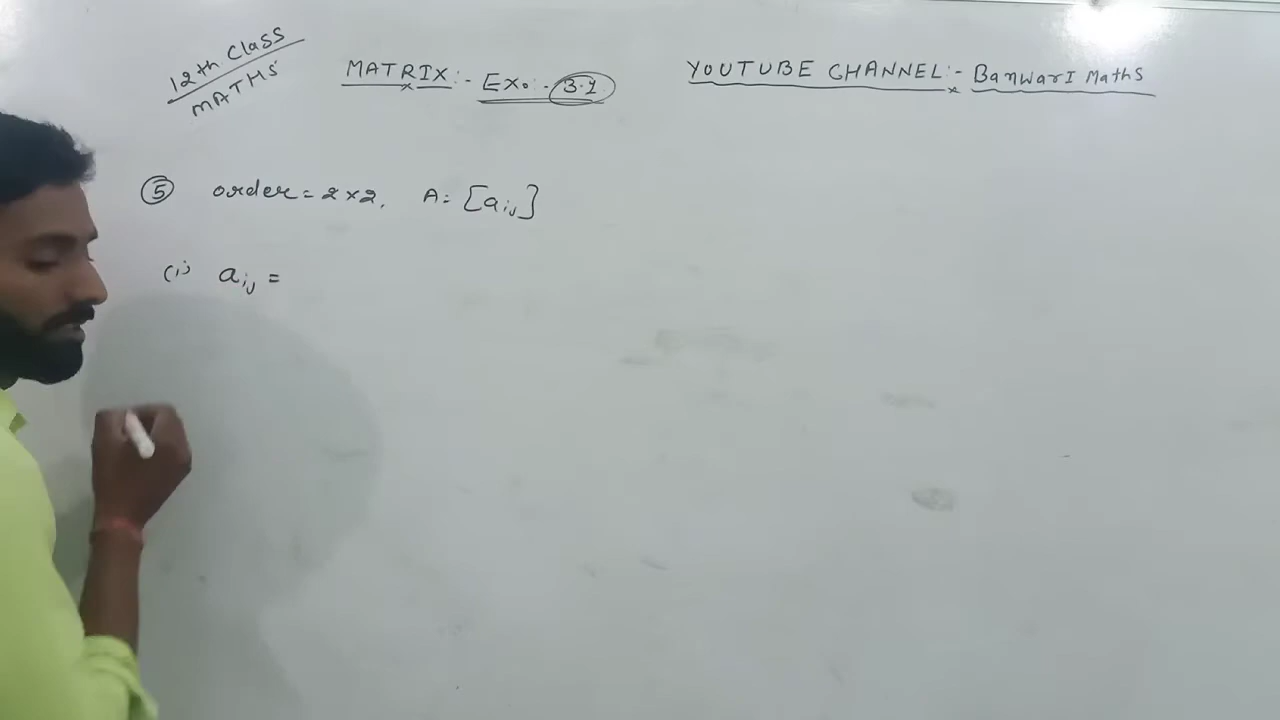 12th Class
MATHS
MATRIX:- Ex.:- 3.1
YOUTUBE CHANNEL:- BanwarI MathS
⑤ order = 2×2, A = [aᵢⱼ]
(i) aᵢⱼ =